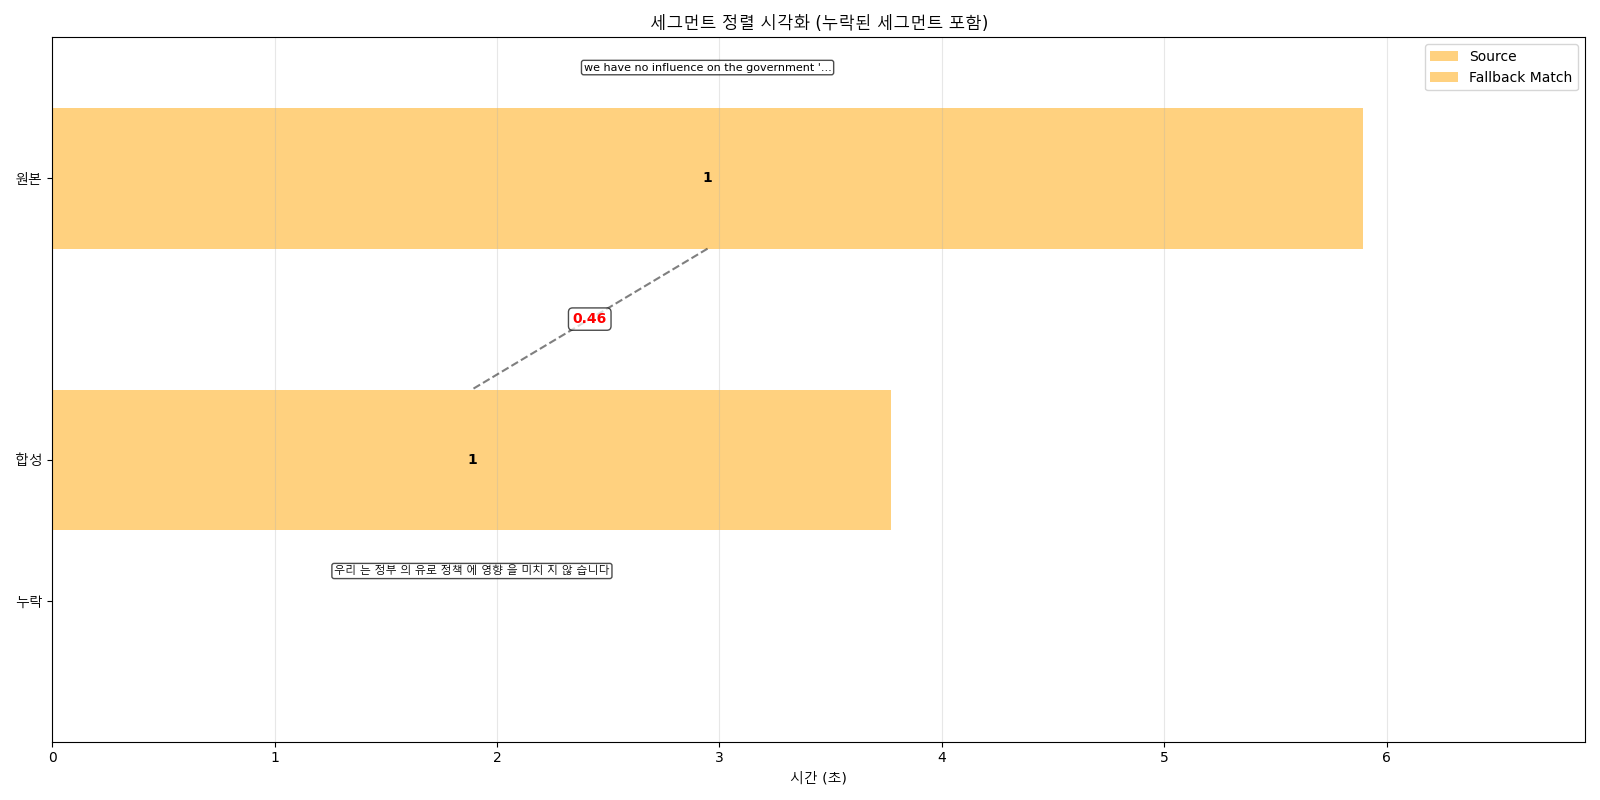 세그먼트 정렬 시각화 (누락된 세그먼트 포함)
we have no influence on the government '...
Source
Fallback Match
원본
1
0.46
합성
1
우리 는 정부 의 유로 정책 에 영향 을 미치 지 않 습니다
누락
0 1 2 3 4 5 6
시간 (초)